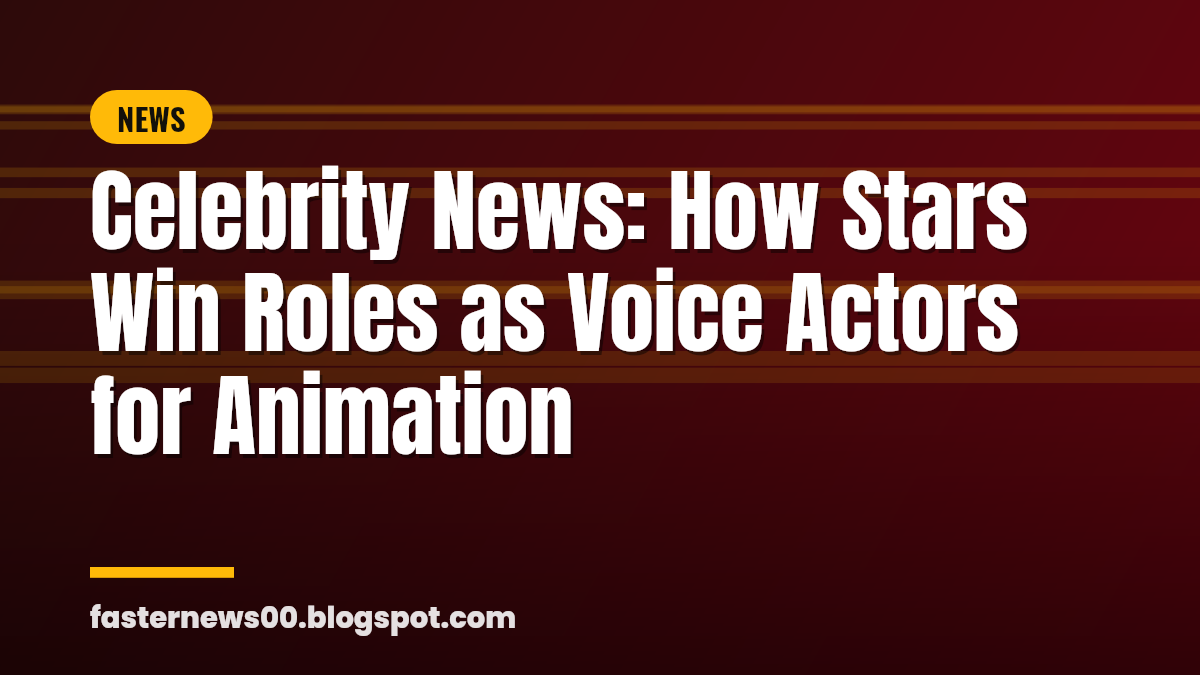 NEWS
Celebrity News: How Stars
Win Roles as Voice Actors
for Animation
fasternews00.blogspot.com